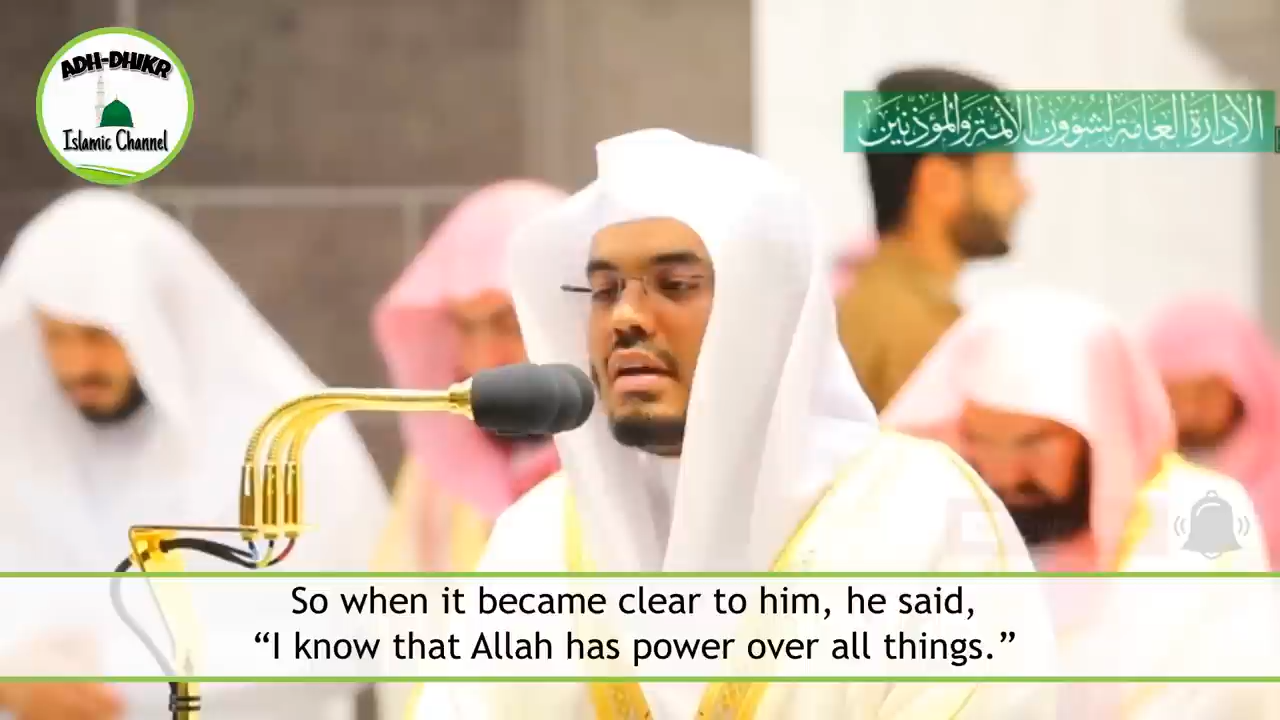 ADH-DHIKR
Islamic Channel
الإدارة العامة لشؤون الأئمة والمؤذنين
So when it became clear to him, he said,
“I know that Allah has power over all things.”